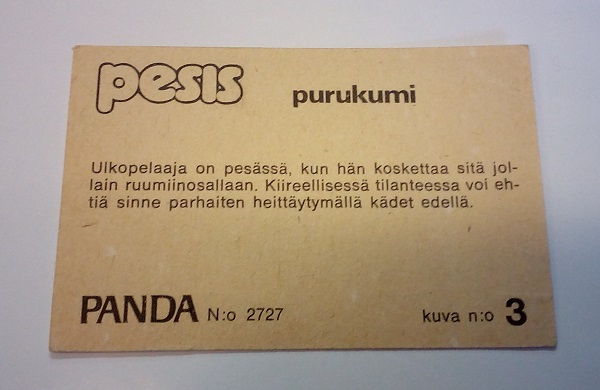 pesis purukumi
Ulkopelaaja on pesässä, kun hän koskettaa sitä jol-
lain ruumiinosallaan. Kiireellisessä tilanteessa voi eh-
tiä sinne parhaiten heittäytymällä kädet edellä.
PANDA N:o 2727 kuva n:o 3